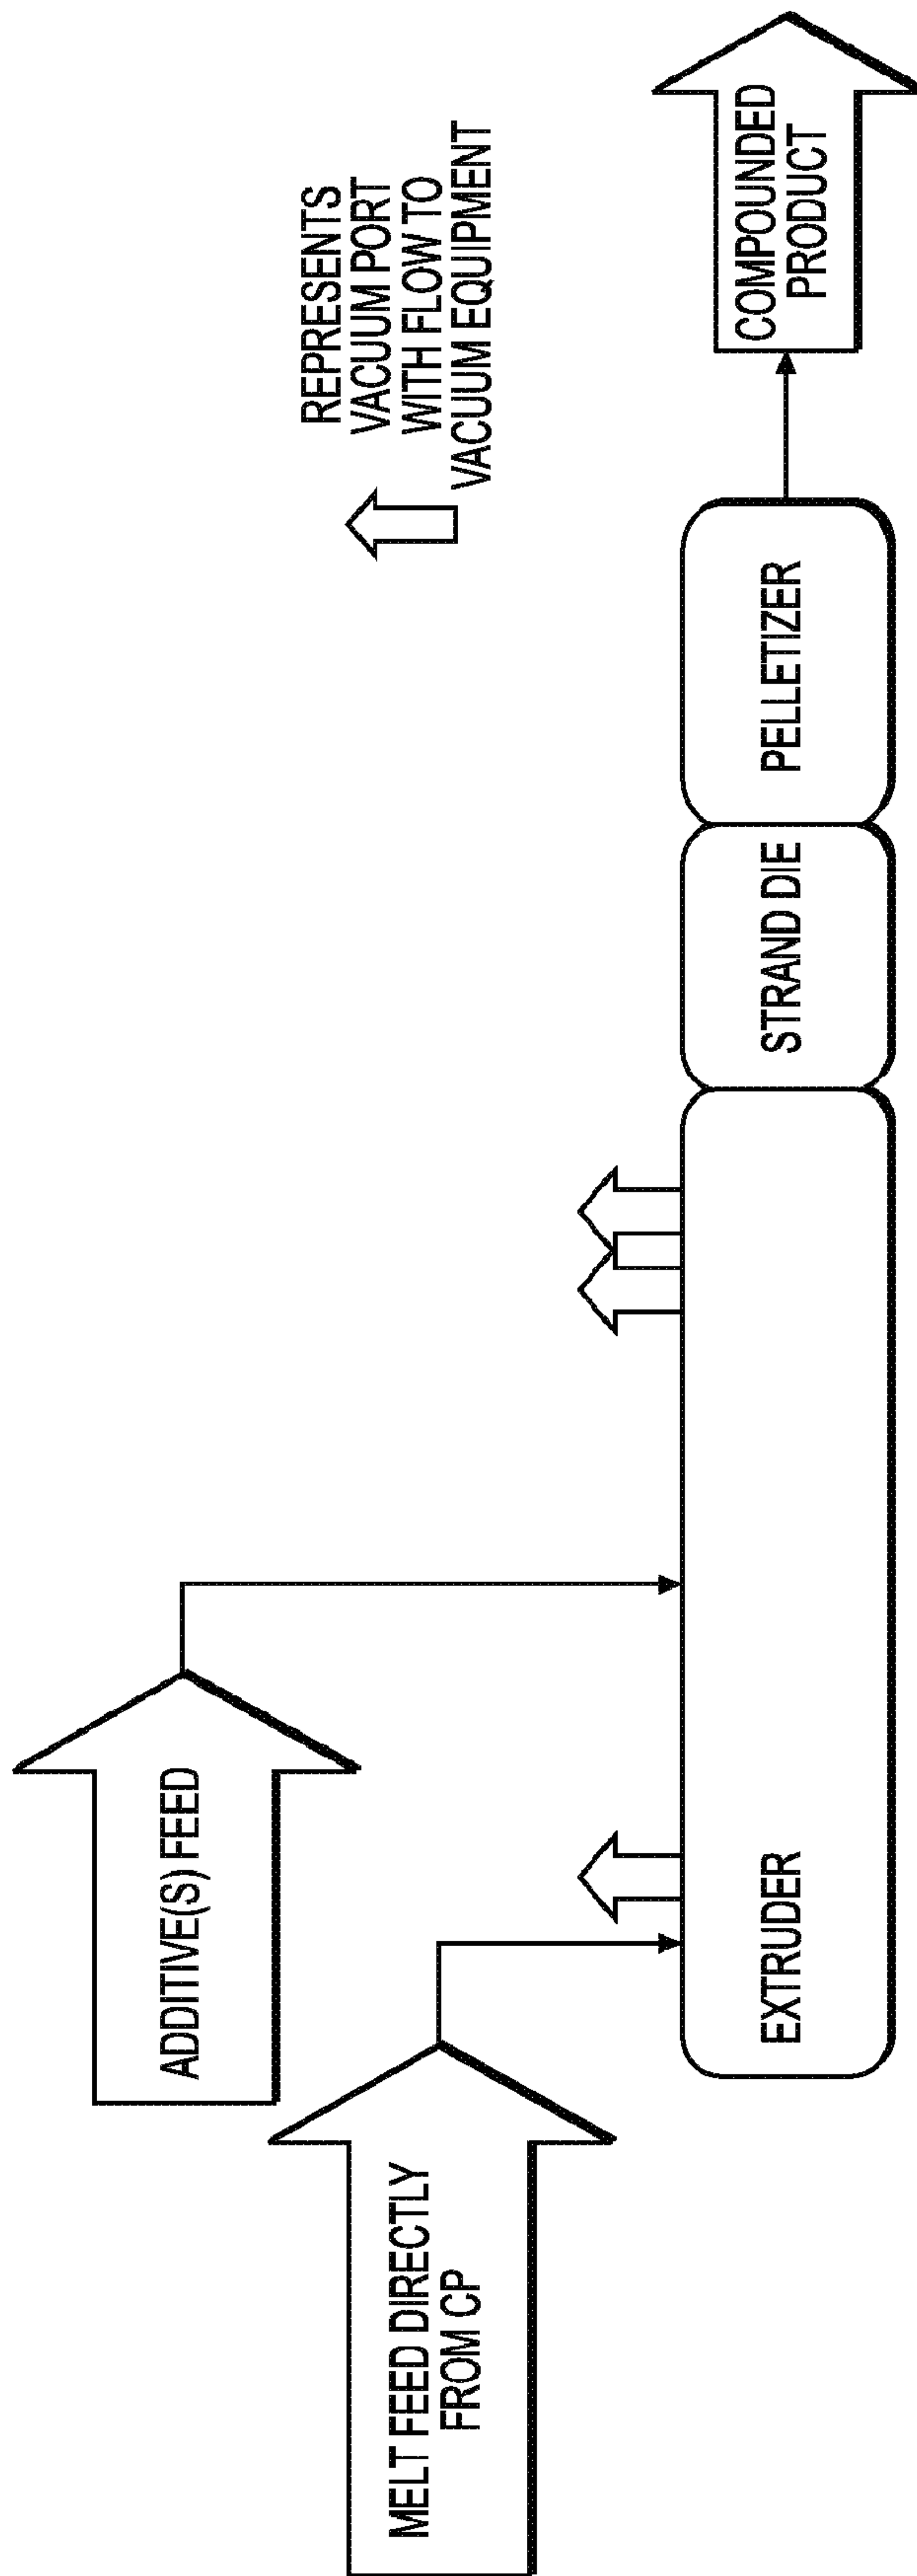 MELT FEED DIRECTLY
FROM CP
ADDITIVE(S) FEED
EXTRUDER
STRAND DIE
PELLETIZER
COMPOUNDED
PRODUCT
REPRESENTS
VACUUM PORT
WITH FLOW TO
VACUUM EQUIPMENT